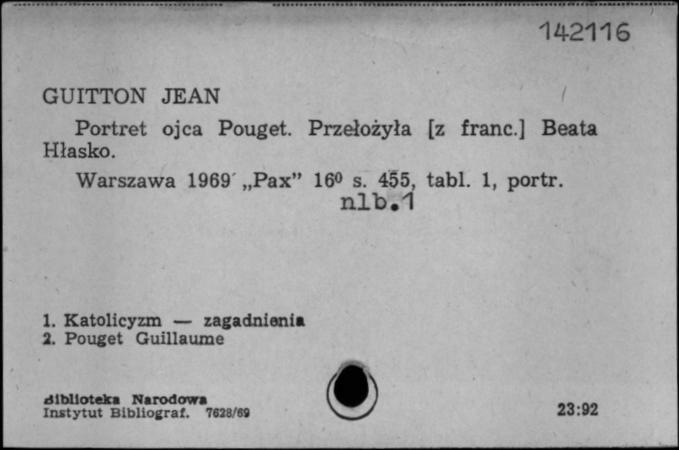 142116
GUITTON JEAN
Portret ojca Pouget. Przełożyła [z franc.] Beata
Hłasko.
Warszawa 1969 „Pax” 16⁰ s. 455, tabl. 1, portr.
nlb.1
1. Katolicyzm — zagadnienia
2. Pouget Guillaume
Biblioteka Narodowa
Instytut Bibliograf. 7628/69
23:92